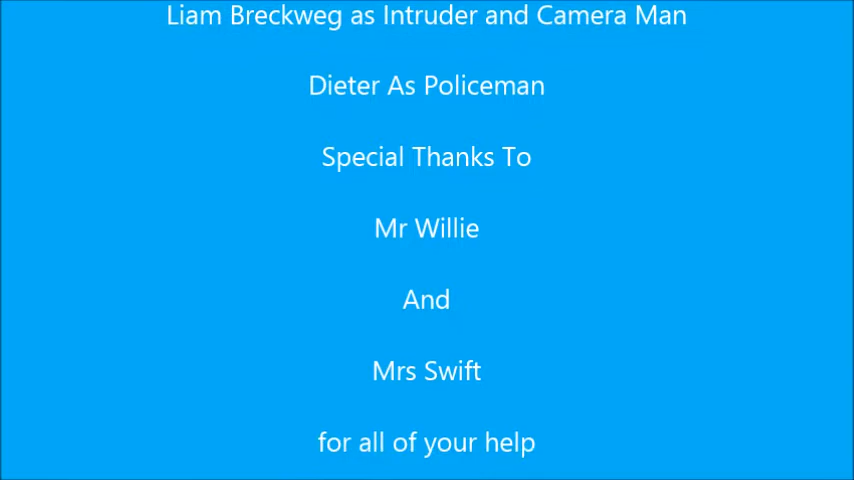 Liam Breckweg as Intruder and Camera Man
Dieter As Policeman
Special Thanks To
Mr Willie
And
Mrs Swift
for all of your help